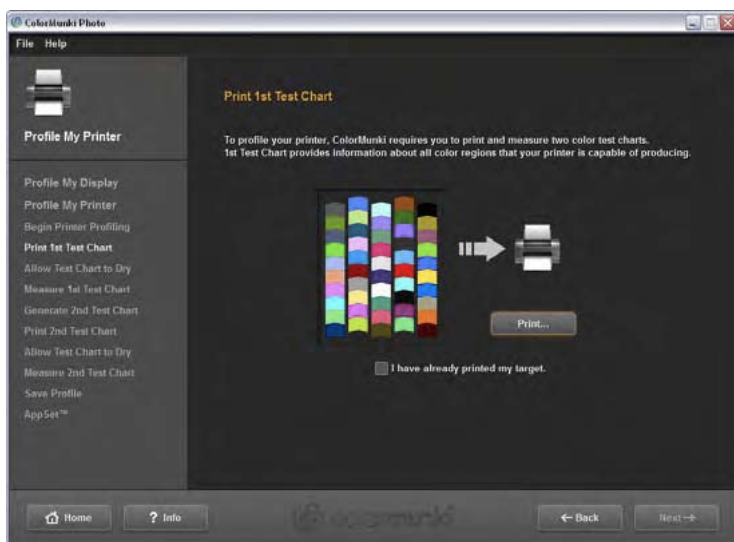 ColorMunki Photo
File Help
Profile My Printer
Profile My Display
Profile My Printer
Begin Printer Profiling
Print 1st Test Chart
Allow Test Chart to Dry
Measure 1st Test Chart
Generate 2nd Test Chart
Print 2nd Test Chart
Allow Test Chart to Dry
Measure 2nd Test Chart
Save Profile
AppSet™
Print 1st Test Chart
To profile your printer, ColorMunki requires you to print and measure two color test charts.
1st Test Chart provides information about all color regions that your printer is capable of producing.
Print...
I have already printed my target.
Home
? Info
colormunki
Back
Next